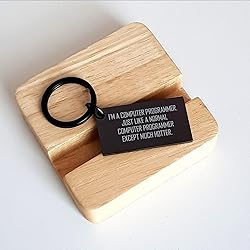 I'M A COMPUTER PROGRAMMER.
JUST LIKE A NORMAL
COMPUTER PROGRAMMER
EXCEPT MUCH HOTTER.